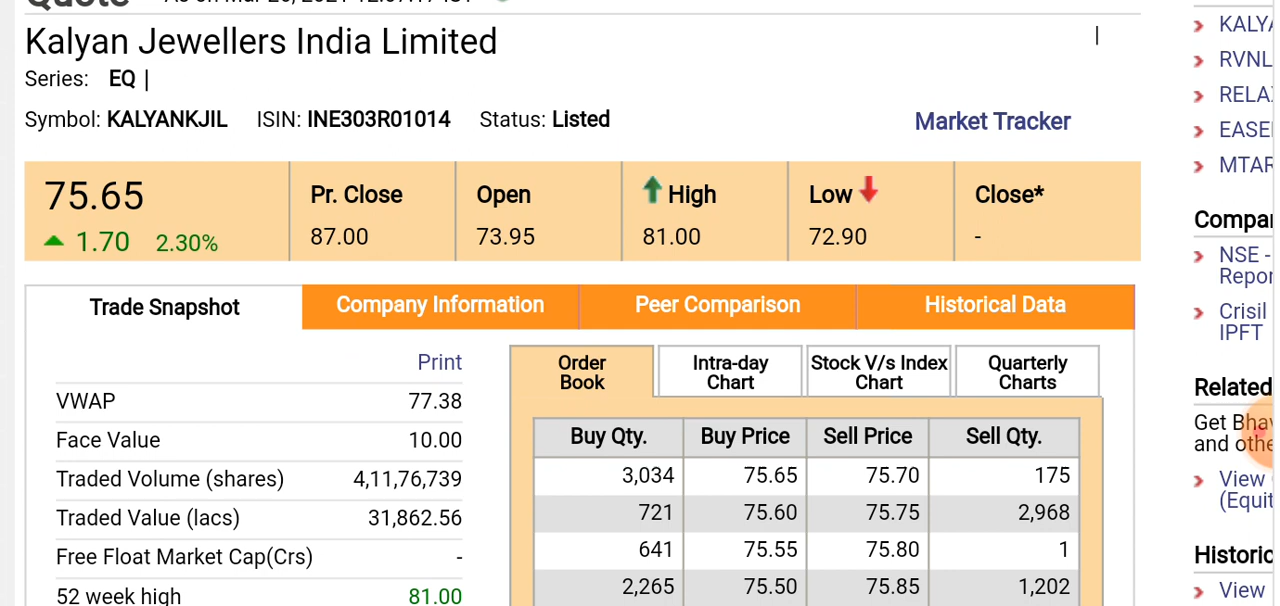 Quote
Kalyan Jewellers India Limited
Series: EQ |
Symbol: KALYANKJIL ISIN: INE303R01014 Status: Listed
Market Tracker
75.65
1.70 2.30%
Pr. Close
87.00
Open
73.95
High
81.00
Low
72.90
Close*
-
Trade Snapshot
Company Information
Peer Comparison
Historical Data
Print
VWAP 77.38
Face Value 10.00
Traded Volume (shares) 4,11,76,739
Traded Value (lacs) 31,862.56
Free Float Market Cap(Crs) -
52 week high 81.00
Order
Book
Intra-day
Chart
Stock V/s Index
Chart
Quarterly
Charts
Buy Qty. Buy Price Sell Price Sell Qty.
3,034 75.65 75.70 175
721 75.60 75.75 2,968
641 75.55 75.80 1
2,265 75.50 75.85 1,202
RVNL
NSE -
Crisil
IPFT
Related
Get
View
View